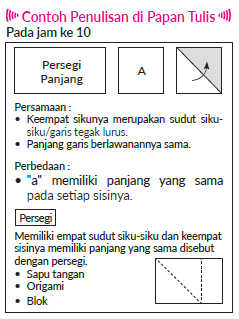 Contoh Penulisan di Papan Tulis
Pada jam ke 10
Persegi
Panjang
A
Persamaan :
• Keempat sikunya merupakan sudut siku-
siku/garis tegak lurus.
• Panjang garis berlawanannya sama.
Perbedaan :
• "a" memiliki panjang yang sama
pada setiap sisinya.
Persegi
Memiliki empat sudut siku-siku dan keempat
sisinya memiliki panjang yang sama disebut
dengan persegi.
• Sapu tangan
• Origami
• Blok